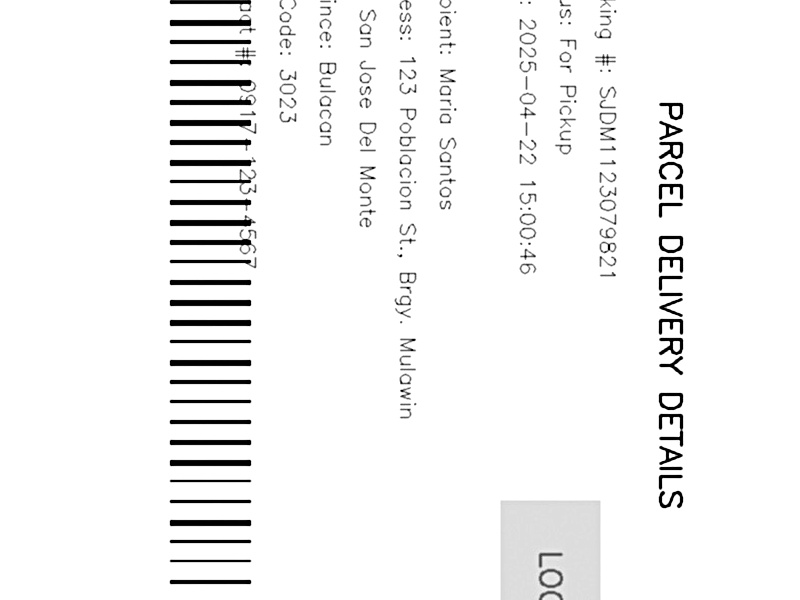 PARCEL DELIVERY DETAILS
king #: SJDM1123079821
us: For Pickup
: 2025-04-22 15:00:46
LOG
pient: Maria Santos
ess: 123 Poblacion St., Brgy. Mulawin
San Jose Del Monte
ince: Bulacan
Code: 3023
act #: 0917-123-4567